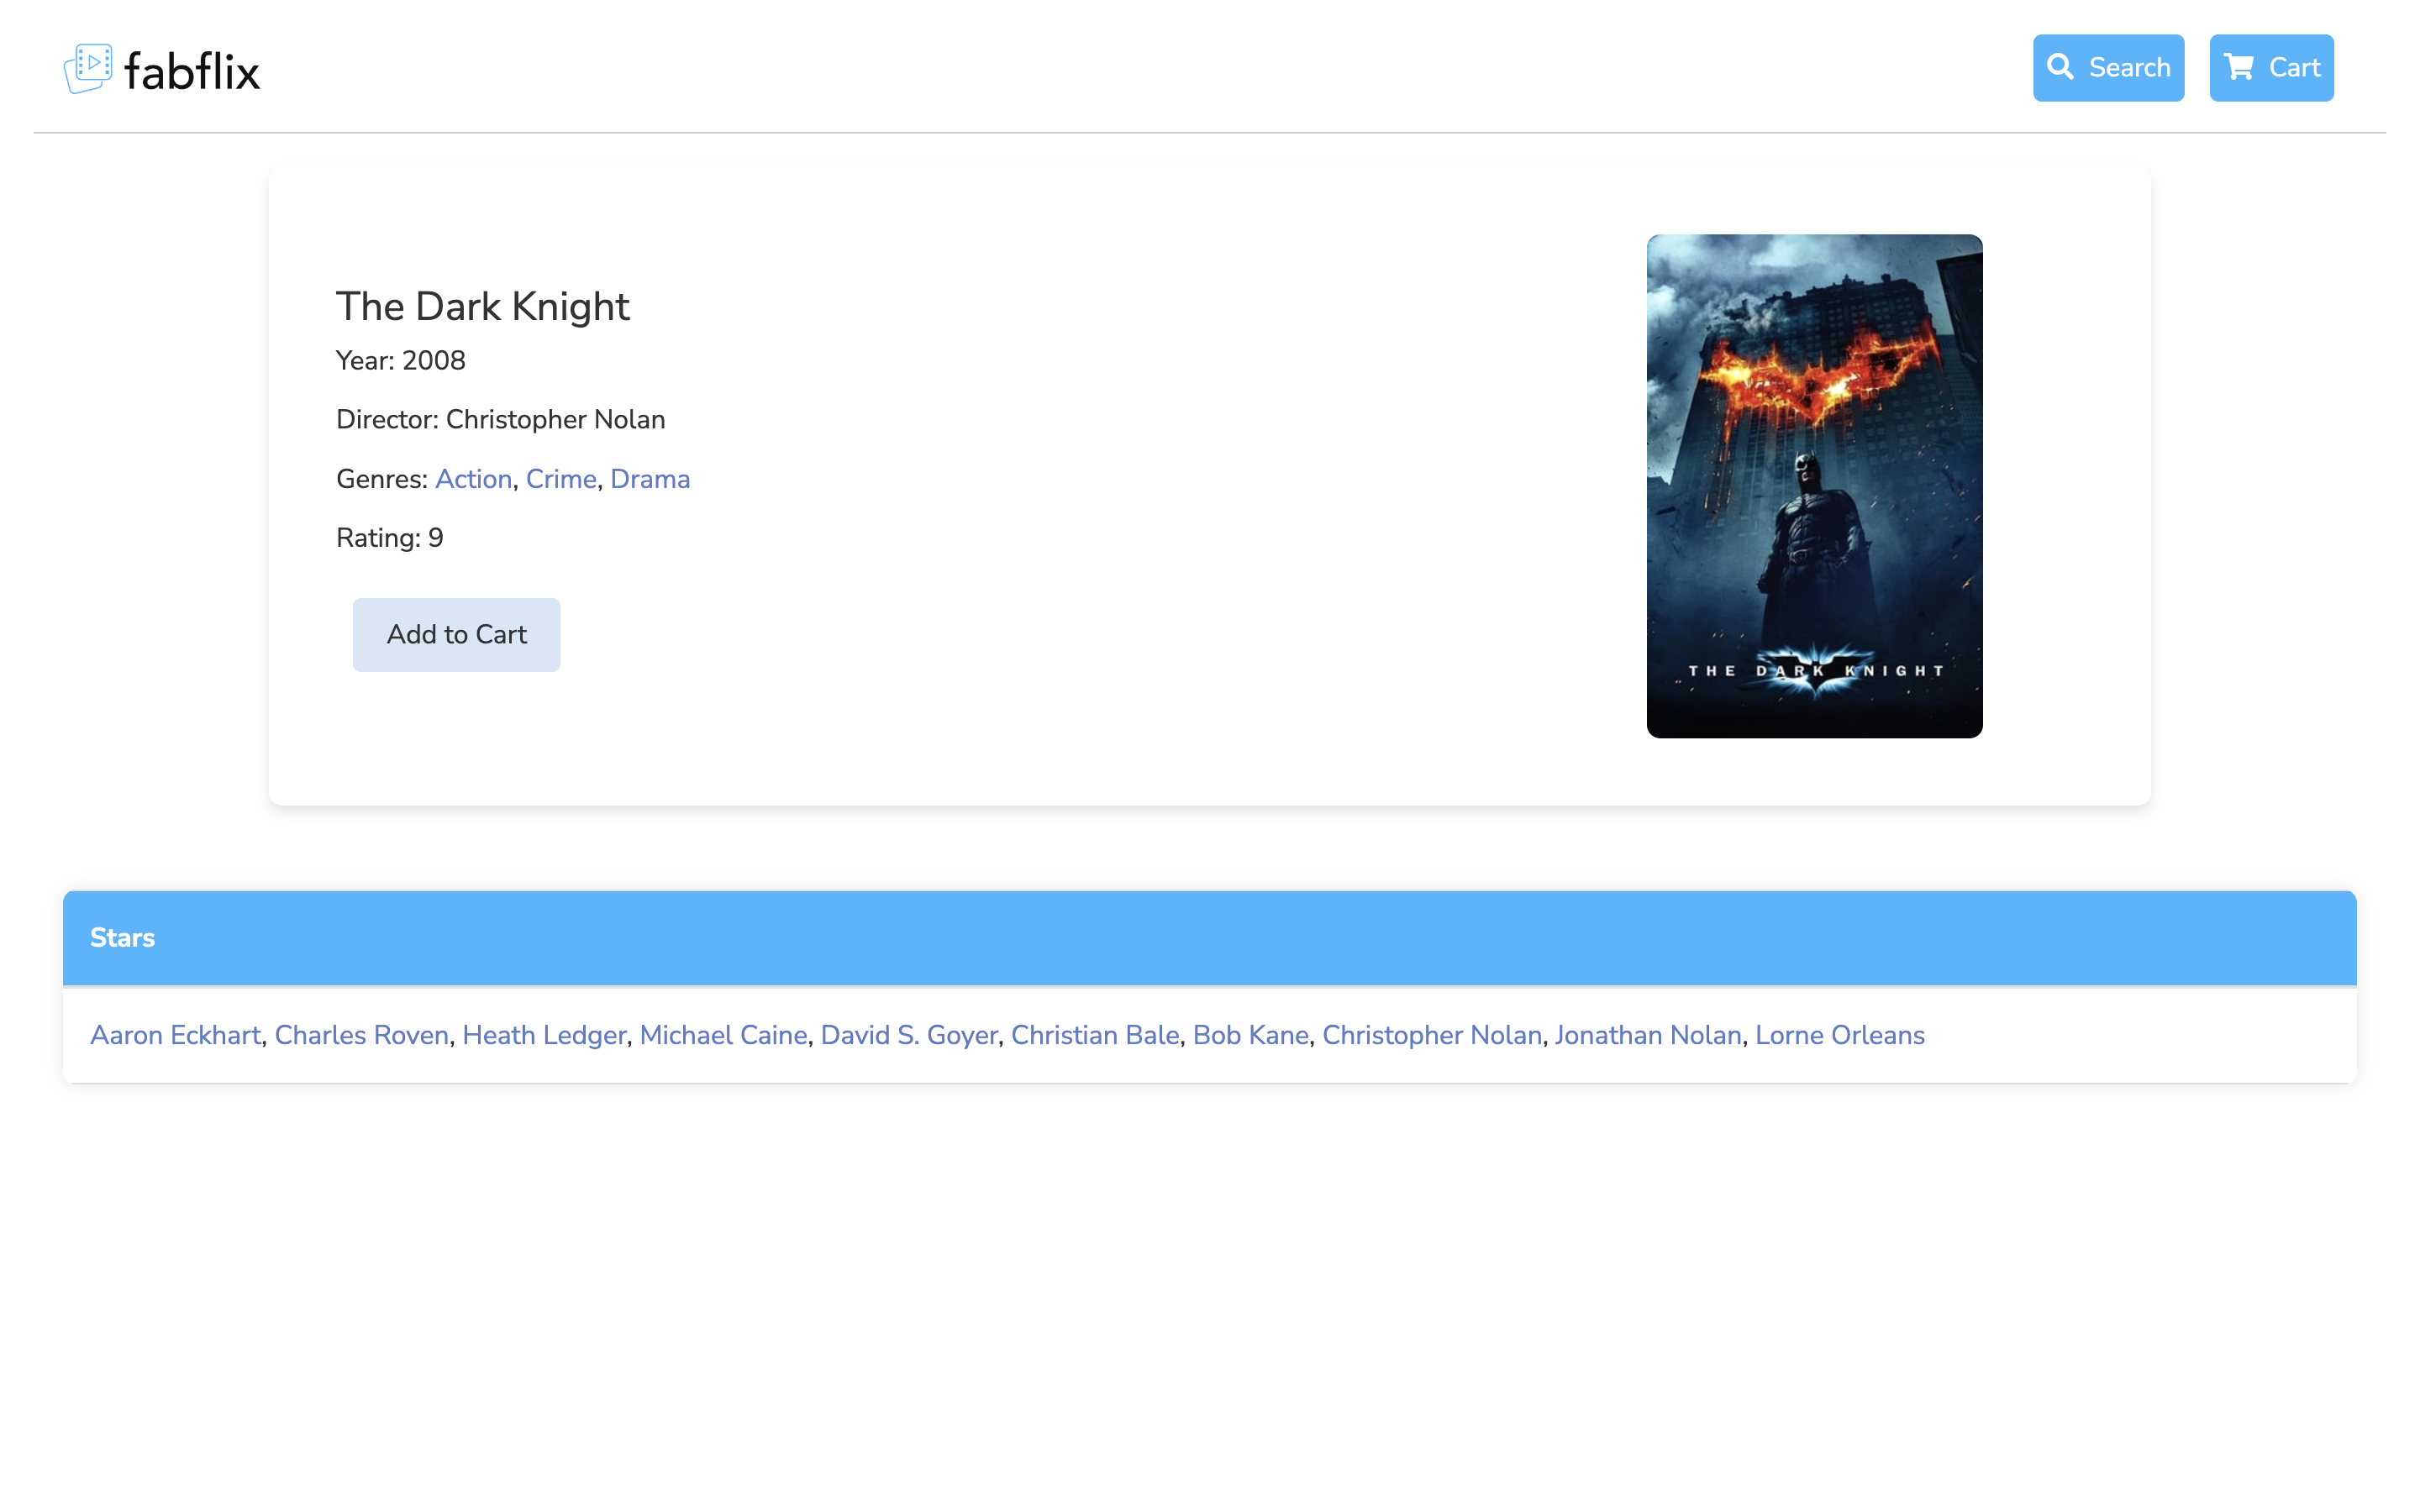 fabflix
Search
Cart
The Dark Knight
Year: 2008
Director: Christopher Nolan
Genres: Action, Crime, Drama
Rating: 9
Add to Cart
THE DARK KNIGHT
Stars
Aaron Eckhart, Charles Roven, Heath Ledger, Michael Caine, David S. Goyer, Christian Bale, Bob Kane, Christopher Nolan, Jonathan Nolan, Lorne Orleans